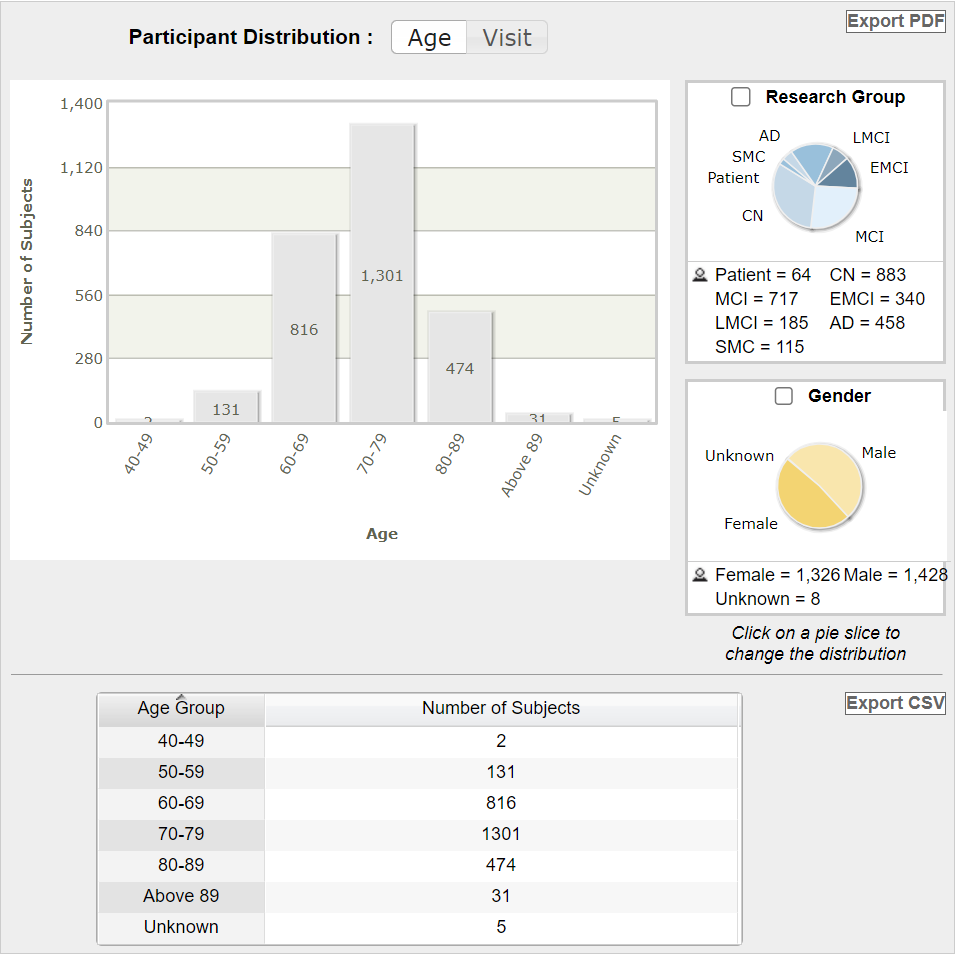 Participant Distribution : Age Visit
Export PDF
1,400
1,120
840
560
280
0
Number of Subjects
2
131
816
1,301
474
31
5
40-49
50-59
60-69
70-79
80-89
Above 89
Unknown
Age
Research Group
AD
LMCI
SMC
EMCI
Patient
CN
MCI
Patient = 64 CN = 883
MCI = 717 EMCI = 340
LMCI = 185 AD = 458
SMC = 115
Gender
Unknown
Male
Female
Female = 1,326 Male = 1,428
Unknown = 8
Click on a pie slice to
change the distribution
Export CSV
Age Group Number of Subjects
40-49 2
50-59 131
60-69 816
70-79 1301
80-89 474
Above 89 31
Unknown 5